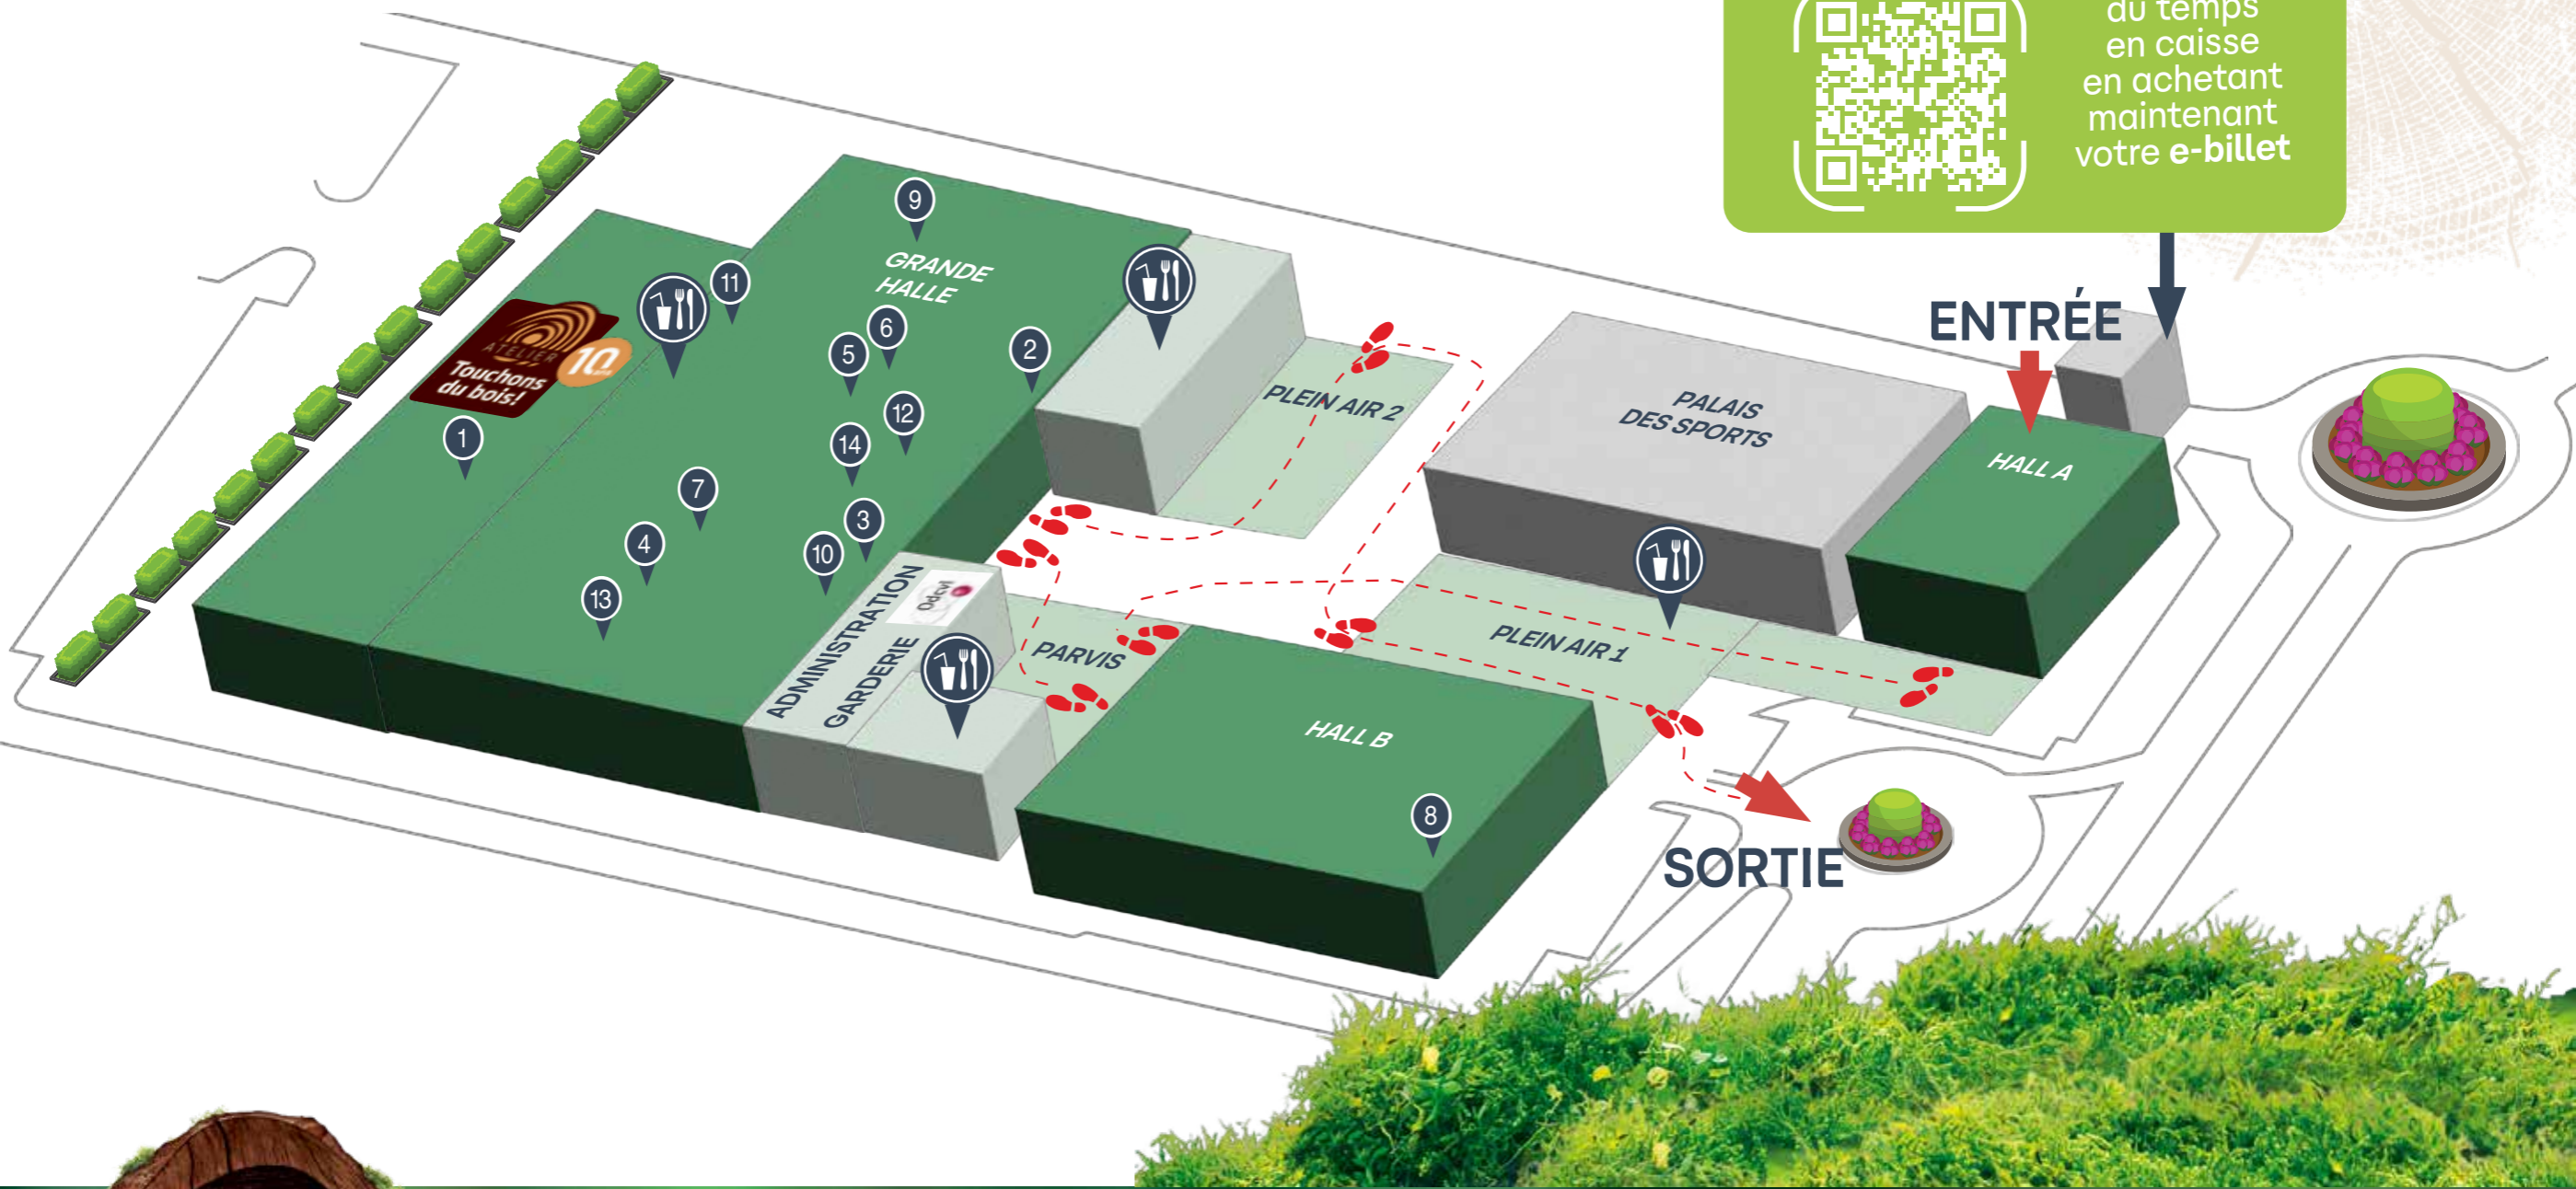 du temps
en caisse
en achetant
maintenant
votre e-billet
ENTRÉE
9
GRANDE
HALLE
11
6
5
2
ATELIER
10
ans
Touchons
du bois!
1
12
14
7
3
4
10
13
PLEIN AIR 2
PALAIS
DES SPORTS
HALL A
ADMINISTRATION
GARDERIE
Odcvl
PARVIS
PLEIN AIR 1
HALL B
8
SORTIE